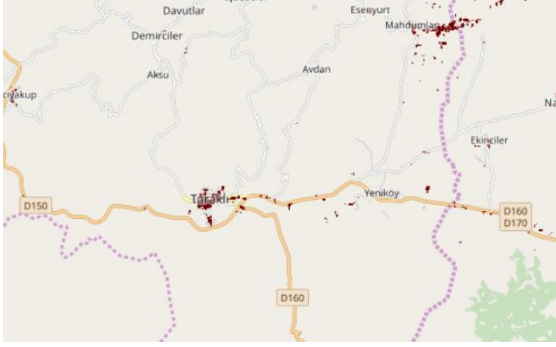 Davutlar
Esenyurt
Mahdumlar
Demirciler
Aksu
Avdan
Ekinciler
Taraklı
Yeniköy
D150
D160
D170
D160